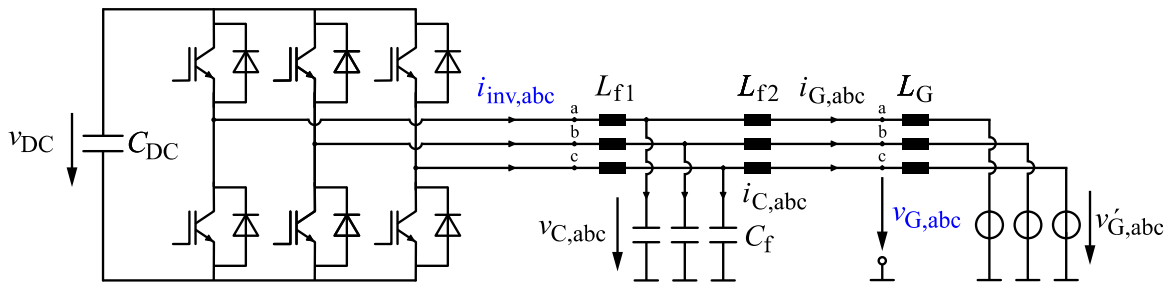 i_inv,abc L_f1 L_f2 i_G,abc L_G
a a
b b
c c
v_DC C_DC
i_C,abc
v_C,abc C_f v_G,abc v′_G,abc